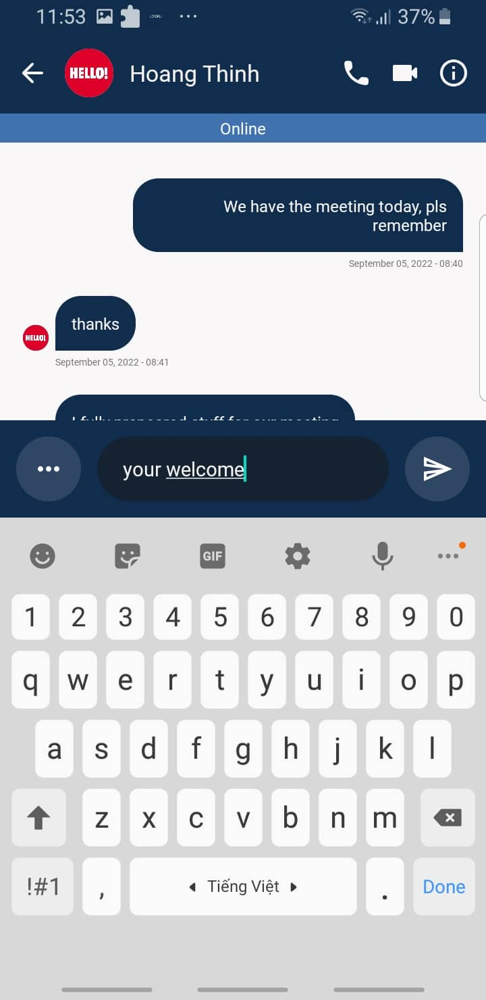 11:53
37%
HELLO!
Hoang Thinh
Online
We have the meeting today, pls
remember
September 05, 2022 - 08:40
thanks
HELLO!
September 05, 2022 - 08:41
your welcome
GIF
1 2 3 4 5 6 7 8 9 0
q w e r t y u i o p
a s d f g h j k l
z x c v b n m
!#1 , Tiếng Việt . Done